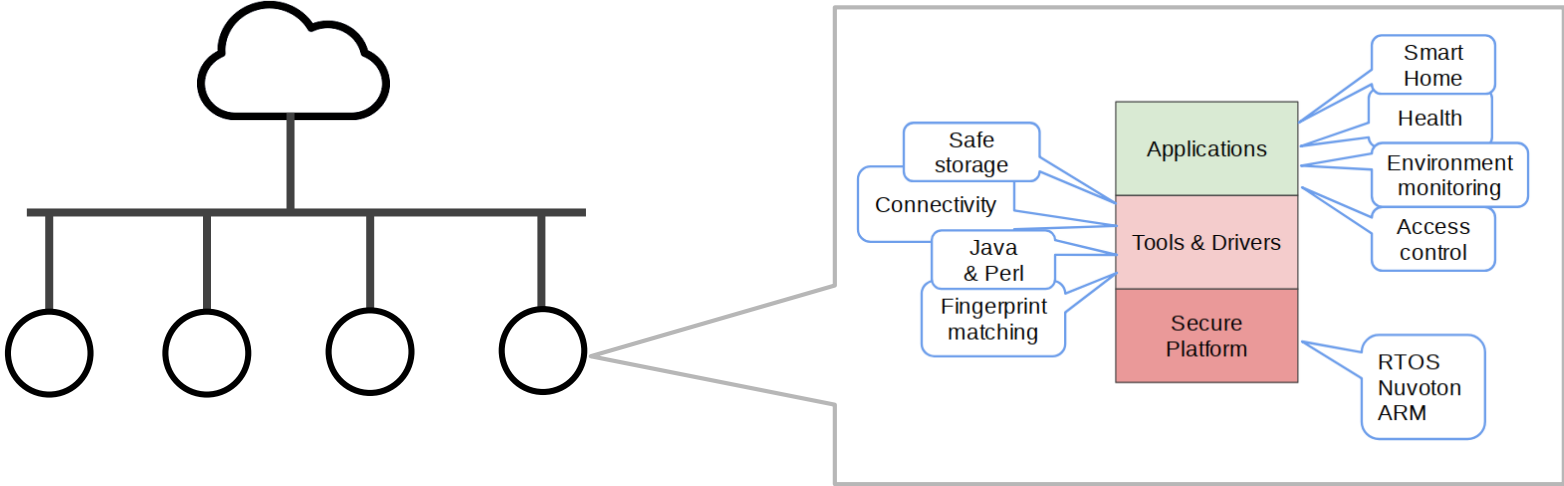 Smart
Home
Health
Environment
monitoring
Access
control
Applications
Safe
storage
Connectivity
Java
& Perl
Fingerprint
matching
Tools & Drivers
Secure
Platform
RTOS
Nuvoton
ARM